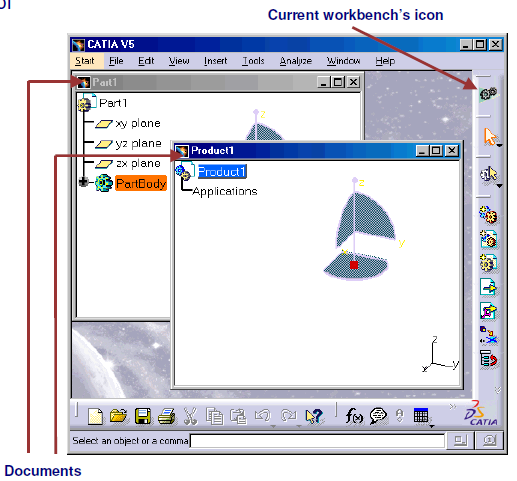 Current workbench's icon
CATIA V5
Start File Edit View Insert Tools Analyze Window Help
Part1
Part1
xy plane
yz plane
zx plane
PartBody
Product1
Product1
Applications
z
y
z
y
x
f(x)
CATIA
Select an object or a comma
Documents